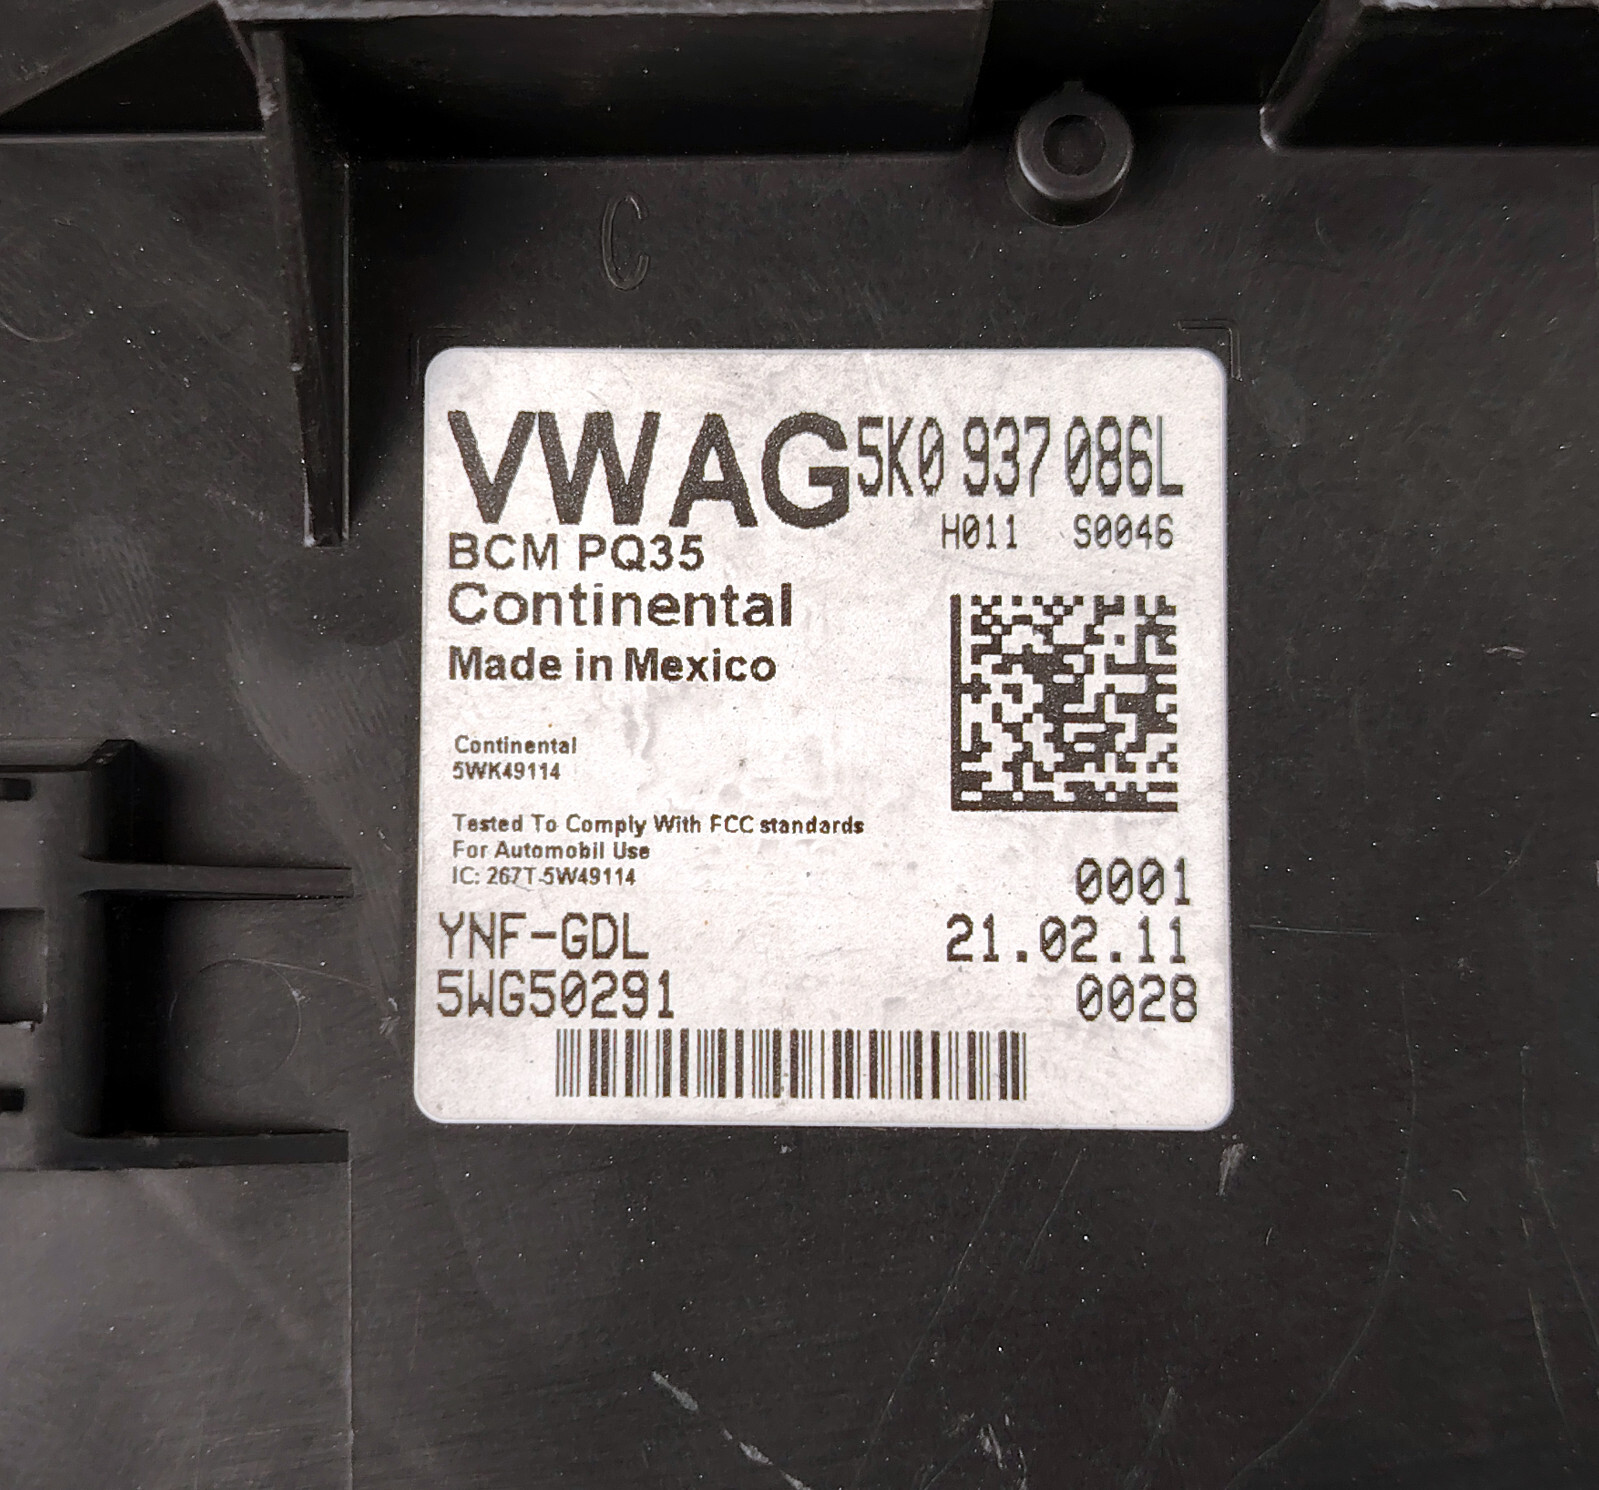 C
VWAG 5K0 937 086L
H011 S0046
BCM PQ35
Continental
Made in Mexico
Continental
5WK49114
Tested To Comply With FCC standards
For Automobil Use
IC: 267T-5W49114
0001
YNF-GDL 21.02.11
5WG50291 0028